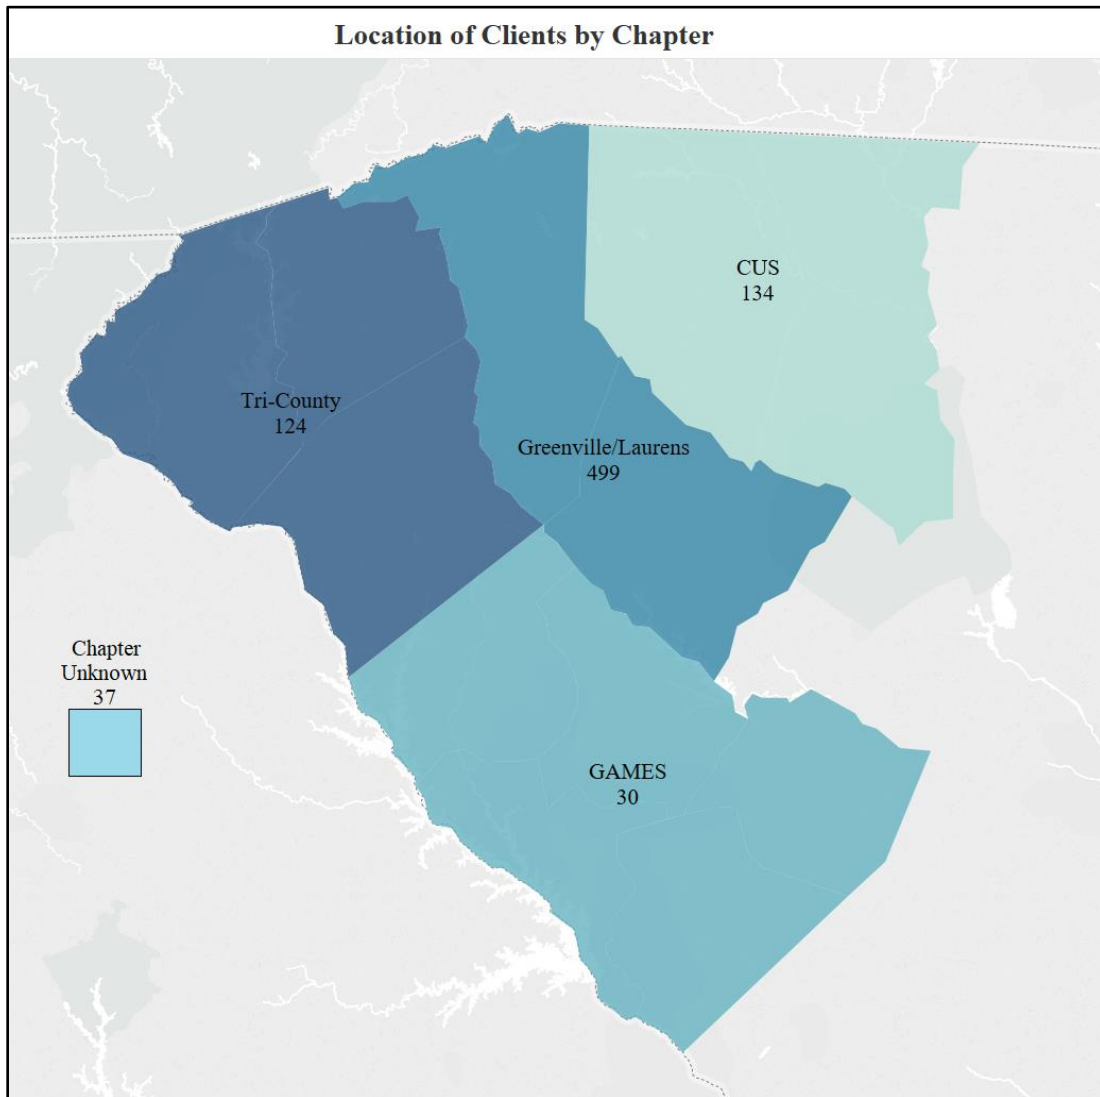 Location of Clients by Chapter
CUS
134
Tri-County
124
Greenville/Laurens
499
Chapter
Unknown
37
GAMES
30